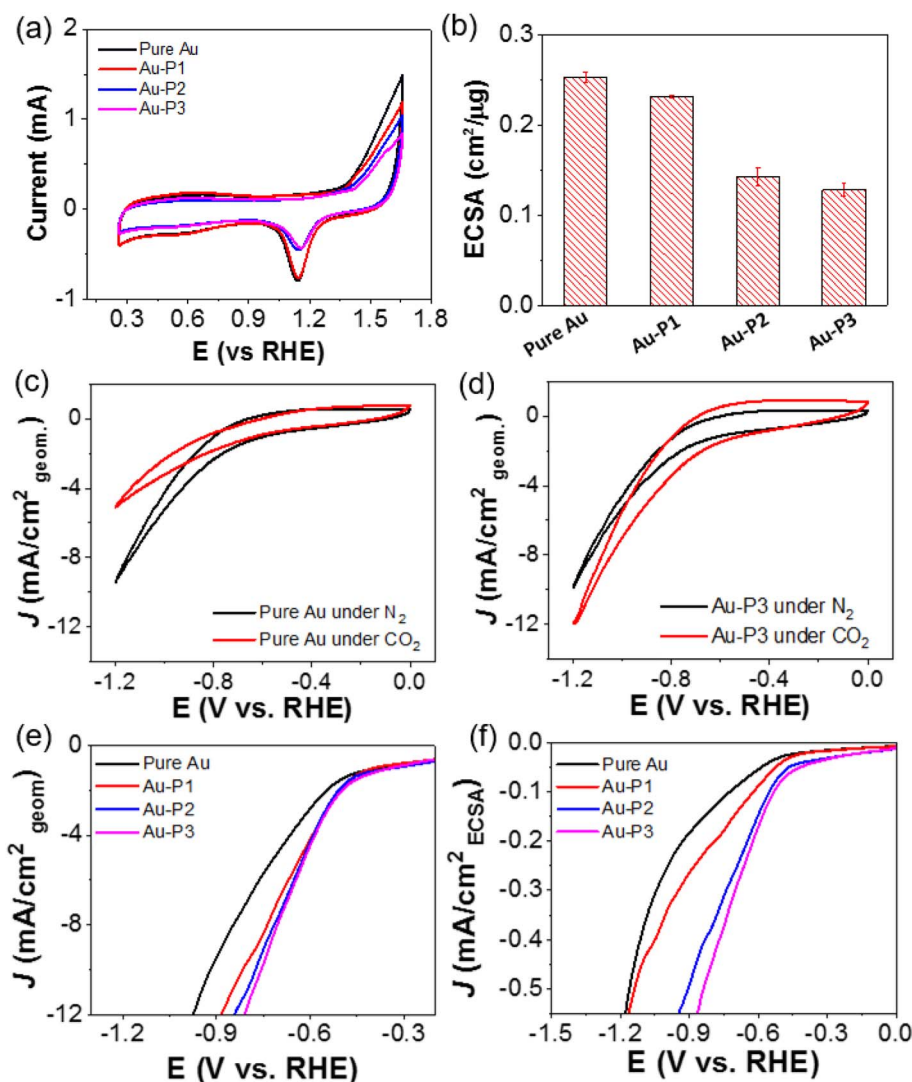 (a)
Pure Au
Au-P1
Au-P2
Au-P3
Current (mA)
2
1
0
-1
0.3 0.6 0.9 1.2 1.5 1.8
E (vs RHE)
(b)
ECSA (cm²/µg)
0.3
0.2
0.1
0.0
Pure Au Au-P1 Au-P2 Au-P3
(c)
J (mA/cm² geom.)
0
-4
-8
-12
Pure Au under N₂
Pure Au under CO₂
-1.2 -0.8 -0.4 0.0
E (V vs. RHE)
(d)
J (mA/cm² geom.)
0
-4
-8
-12
Au-P3 under N₂
Au-P3 under CO₂
-1.2 -0.8 -0.4 0.0
E (V vs. RHE)
(e)
J (mA/cm² geom)
0
-4
-8
-12
Pure Au
Au-P1
Au-P2
Au-P3
-1.2 -0.9 -0.6 -0.3
E (V vs. RHE)
(f)
J (mA/cm² ECSA)
0.0
-0.1
-0.2
-0.3
-0.4
-0.5
Pure Au
Au-P1
Au-P2
Au-P3
-1.5 -1.2 -0.9 -0.6 -0.3 0.0
E (V vs. RHE)